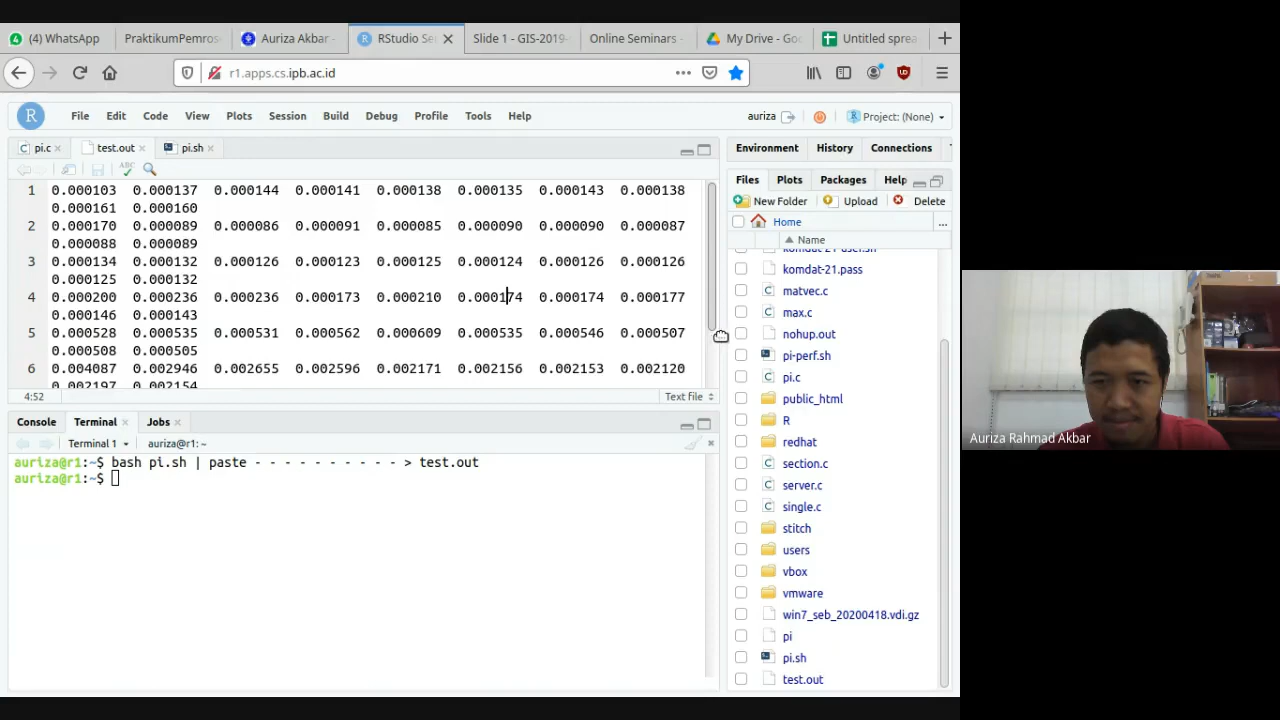 (4) WhatsApp PraktikumPemros Auriza Akbar - RStudio Se Slide 1 - GIS-2019- Online Seminars - My Drive - Goo Untitled sprea
r1.apps.cs.ipb.ac.id
File Edit Code View Plots Session Build Debug Profile Tools Help auriza Project: (None)
pi.c test.out pi.sh
Environment History Connections
ABC
Files Plots Packages Help
New Folder Upload Delete
Home
Name
1 0.000103 0.000137 0.000144 0.000141 0.000138 0.000135 0.000143 0.000138
0.000161 0.000160
2 0.000170 0.000089 0.000086 0.000091 0.000085 0.000090 0.000090 0.000087
0.000088 0.000089
3 0.000134 0.000132 0.000126 0.000123 0.000125 0.000124 0.000126 0.000126
0.000125 0.000132
4 0.000200 0.000236 0.000236 0.000173 0.000210 0.000174 0.000174 0.000177
0.000146 0.000143
5 0.000528 0.000535 0.000531 0.000562 0.000609 0.000535 0.000546 0.000507
0.000508 0.000505
6 0.004087 0.002946 0.002655 0.002596 0.002171 0.002156 0.002153 0.002120
0.002197 0.002154
4:52 Text file
Console Terminal Jobs
Terminal 1 auriza@r1: ~
auriza@r1:~$ bash pi.sh | paste - - - - - - - - - - > test.out
auriza@r1:~$
komdat-21-user.sh
komdat-21.pass
matvec.c
max.c
nohup.out
pi-perf.sh
pi.c
public_html
R
redhat
section.c
server.c
single.c
stitch
users
vbox
vmware
win7_seb_20200418.vdi.gz
pi
pi.sh
test.out
Auriza Rahmad Akbar